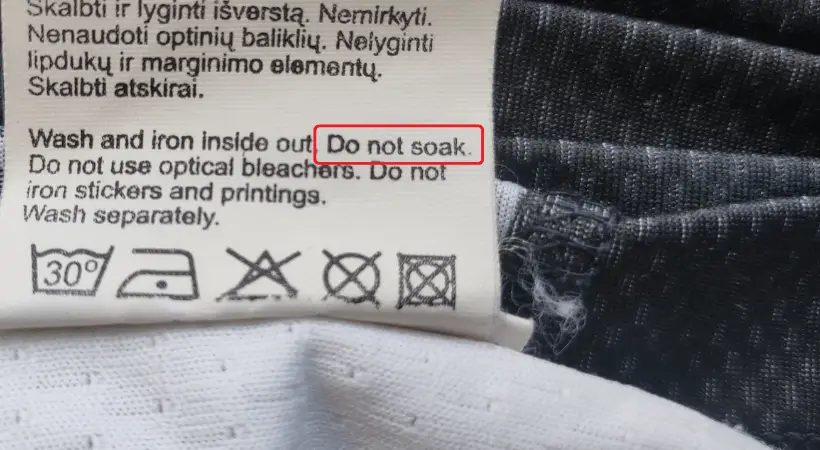 Skalbti ir lyginti išverstą. Nemirkyti.
Nenaudoti optinių baliklių. Nelyginti
lipdukų ir marginimo elementų.
Skalbti atskirai.
Wash and iron inside out. Do not soak.
Do not use optical bleachers. Do not
iron stickers and printings.
Wash separately.
30°